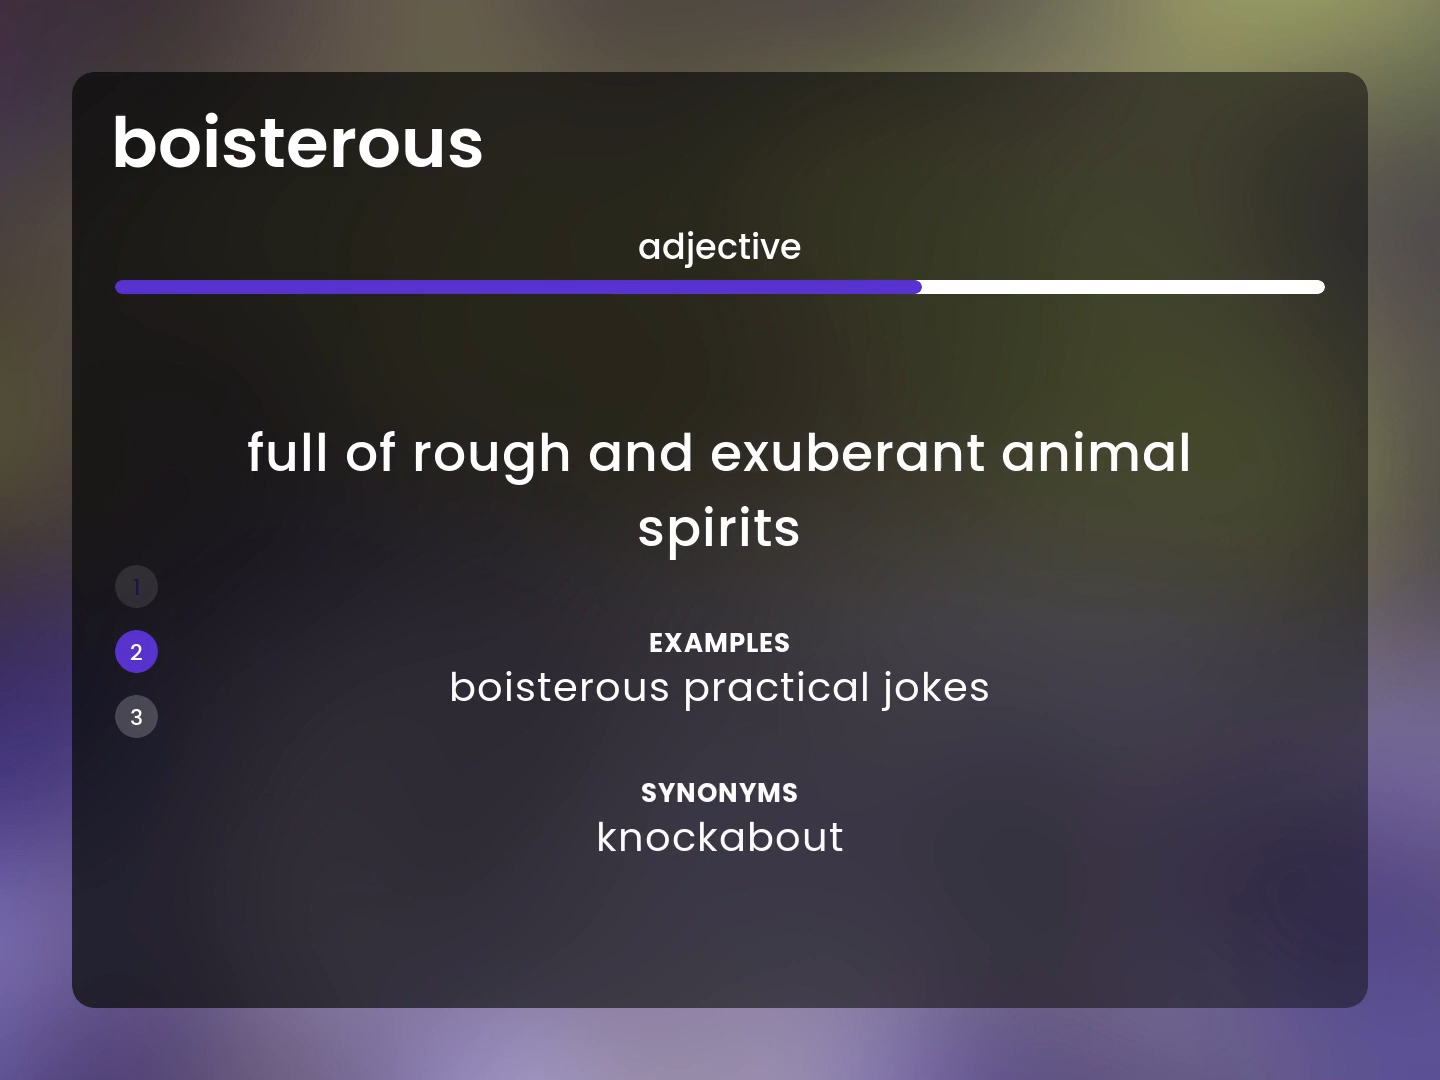 boisterous
adjective
full of rough and exuberant animal
spirits
1
2
3
EXAMPLES
boisterous practical jokes
SYNONYMS
knockabout